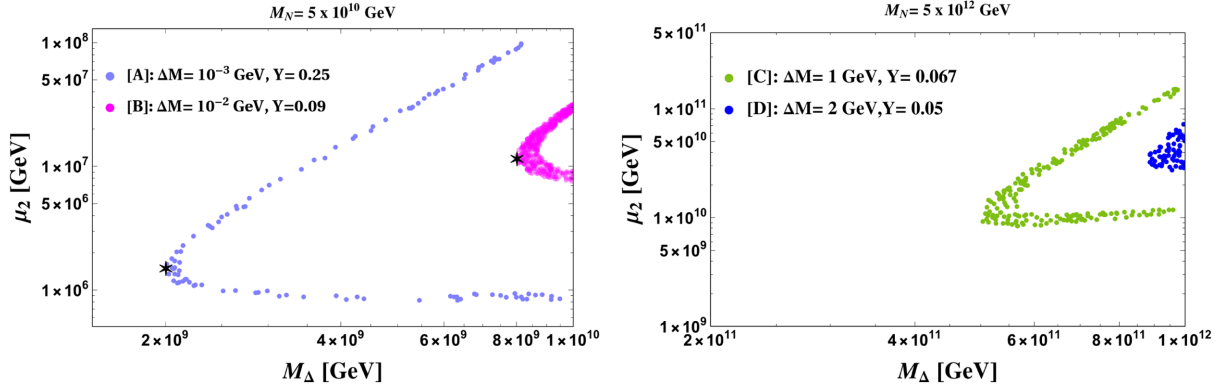 M_N = 5 x 10^10 GeV
μ_2 [GeV]
1 × 10^8
5 × 10^7
1 × 10^7
5 × 10^6
1 × 10^6
[A]: ΔM = 10^−3 GeV, Y = 0.25
[B]: ΔM = 10^−2 GeV, Y=0.09
2 × 10^9
4 × 10^9
6 × 10^9
8 × 10^9
1 × 10^10
M_Δ [GeV]
M_N = 5 x 10^12 GeV
μ_2 [GeV]
5 × 10^11
1 × 10^11
5 × 10^10
1 × 10^10
5 × 10^9
1 × 10^9
[C]: ΔM = 1 GeV, Y = 0.067
[D]: ΔM = 2 GeV,Y = 0.05
2 × 10^11
4 × 10^11
6 × 10^11
8 × 10^11
1 × 10^12
M_Δ [GeV]